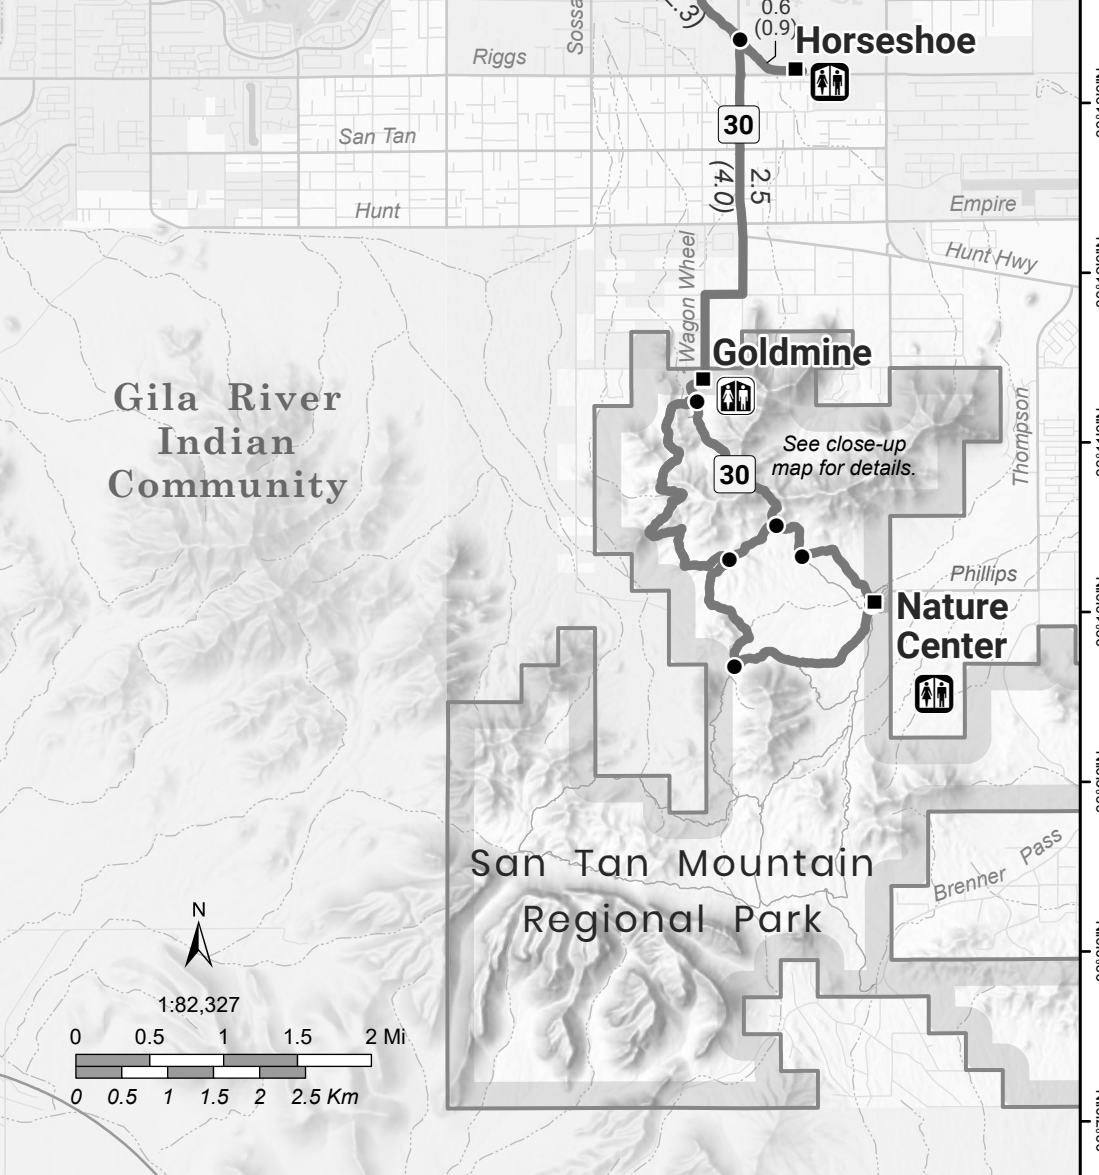 0.6
(0.9)
Horseshoe
Riggs
30
San Tan
2.5
(4.0)
Hunt
Empire
Hunt Hwy
Wagon Wheel
Goldmine
Gila River
Indian
Community
Thompson
See close-up
map for details.
30
Phillips
Nature
Center
San Tan Mountain
Regional Park
Brenner Pass
N
1:82,327
0 0.5 1 1.5 2 Mi
0 0.5 1 1.5 2 2.5 Km